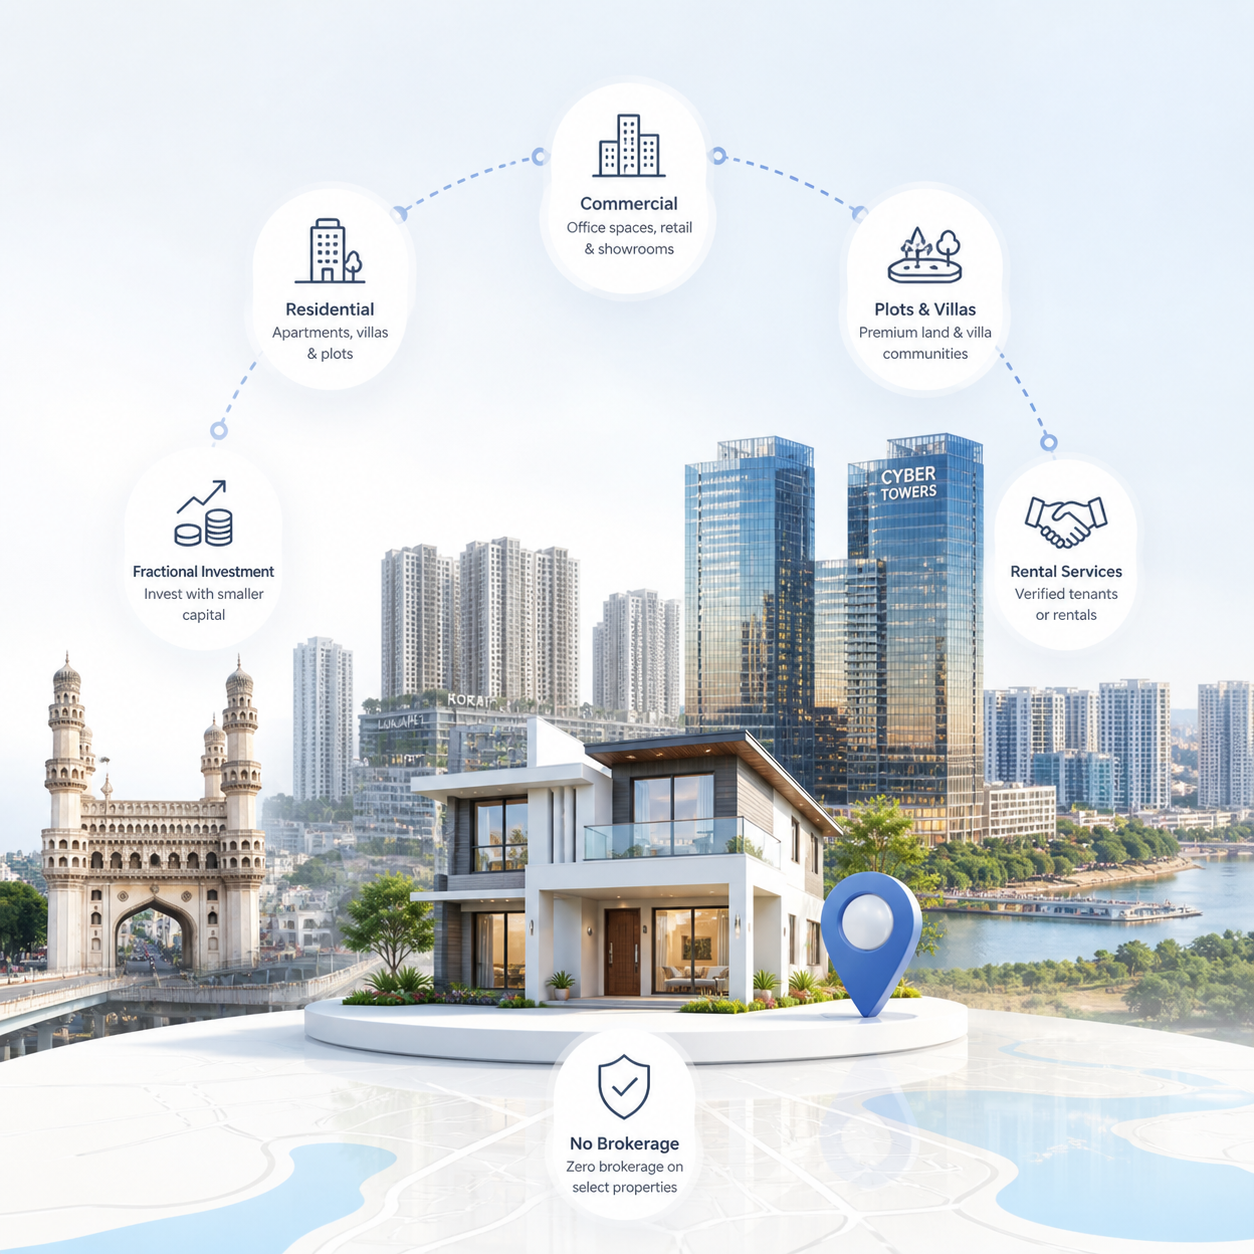 Commercial
Office spaces, retail
& showrooms
Residential
Apartments, villas
& plots
Plots & Villas
Premium land & villa
communities
Fractional Investment
Invest with smaller
capital
CYBER
TOWERS
Rental Services
Verified tenants
or rentals
No Brokerage
Zero brokerage on
select properties